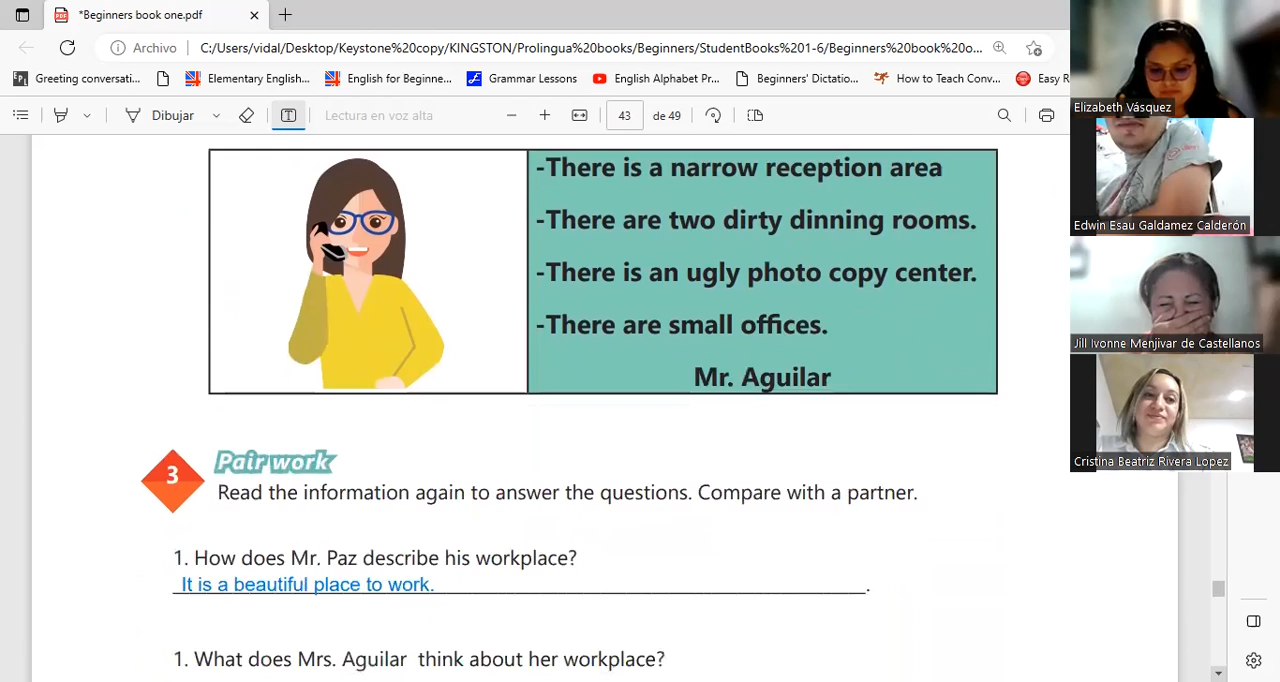 *Beginners book one.pdf
Archivo
C:/Users/vidal/Desktop/Keystone%20copy/KINGSTON/Prolingua%20books/Beginners/StudentBooks%201-6/Beginners%20book%20o...
Greeting conversati...
Elementary English...
English for Beginne...
Grammar Lessons
English Alphabet Pr...
Beginners' Dictatio...
How to Teach Conv...
Easy R
Dibujar
Lectura en voz alta
43
de 49
-There is a narrow reception area
-There are two dirty dinning rooms.
-There is an ugly photo copy center.
-There are small offices.
Mr. Aguilar
3
Pair work
Read the information again to answer the questions. Compare with a partner.
1. How does Mr. Paz describe his workplace?
It is a beautiful place to work.
1. What does Mrs. Aguilar think about her workplace?
Elizabeth Vásquez
Edwin Esau Galdamez Calderón
Jill Ivonne Menjivar de Castellanos
Cristina Beatriz Rivera Lopez